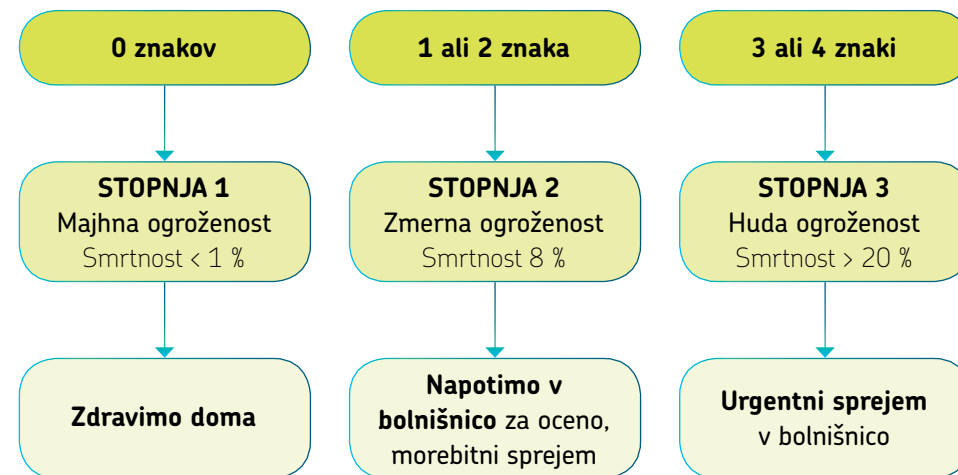 0 znakov
1 ali 2 znaka
3 ali 4 znaki
STOPNJA 1
Majhna ogroženost
Smrtnost < 1 %
STOPNJA 2
Zmerna ogroženost
Smrtnost 8 %
STOPNJA 3
Huda ogroženost
Smrtnost > 20 %
Zdravimo doma
Napotimo v
bolnišnico za oceno,
morebitni sprejem
Urgentni sprejem
v bolnišnico